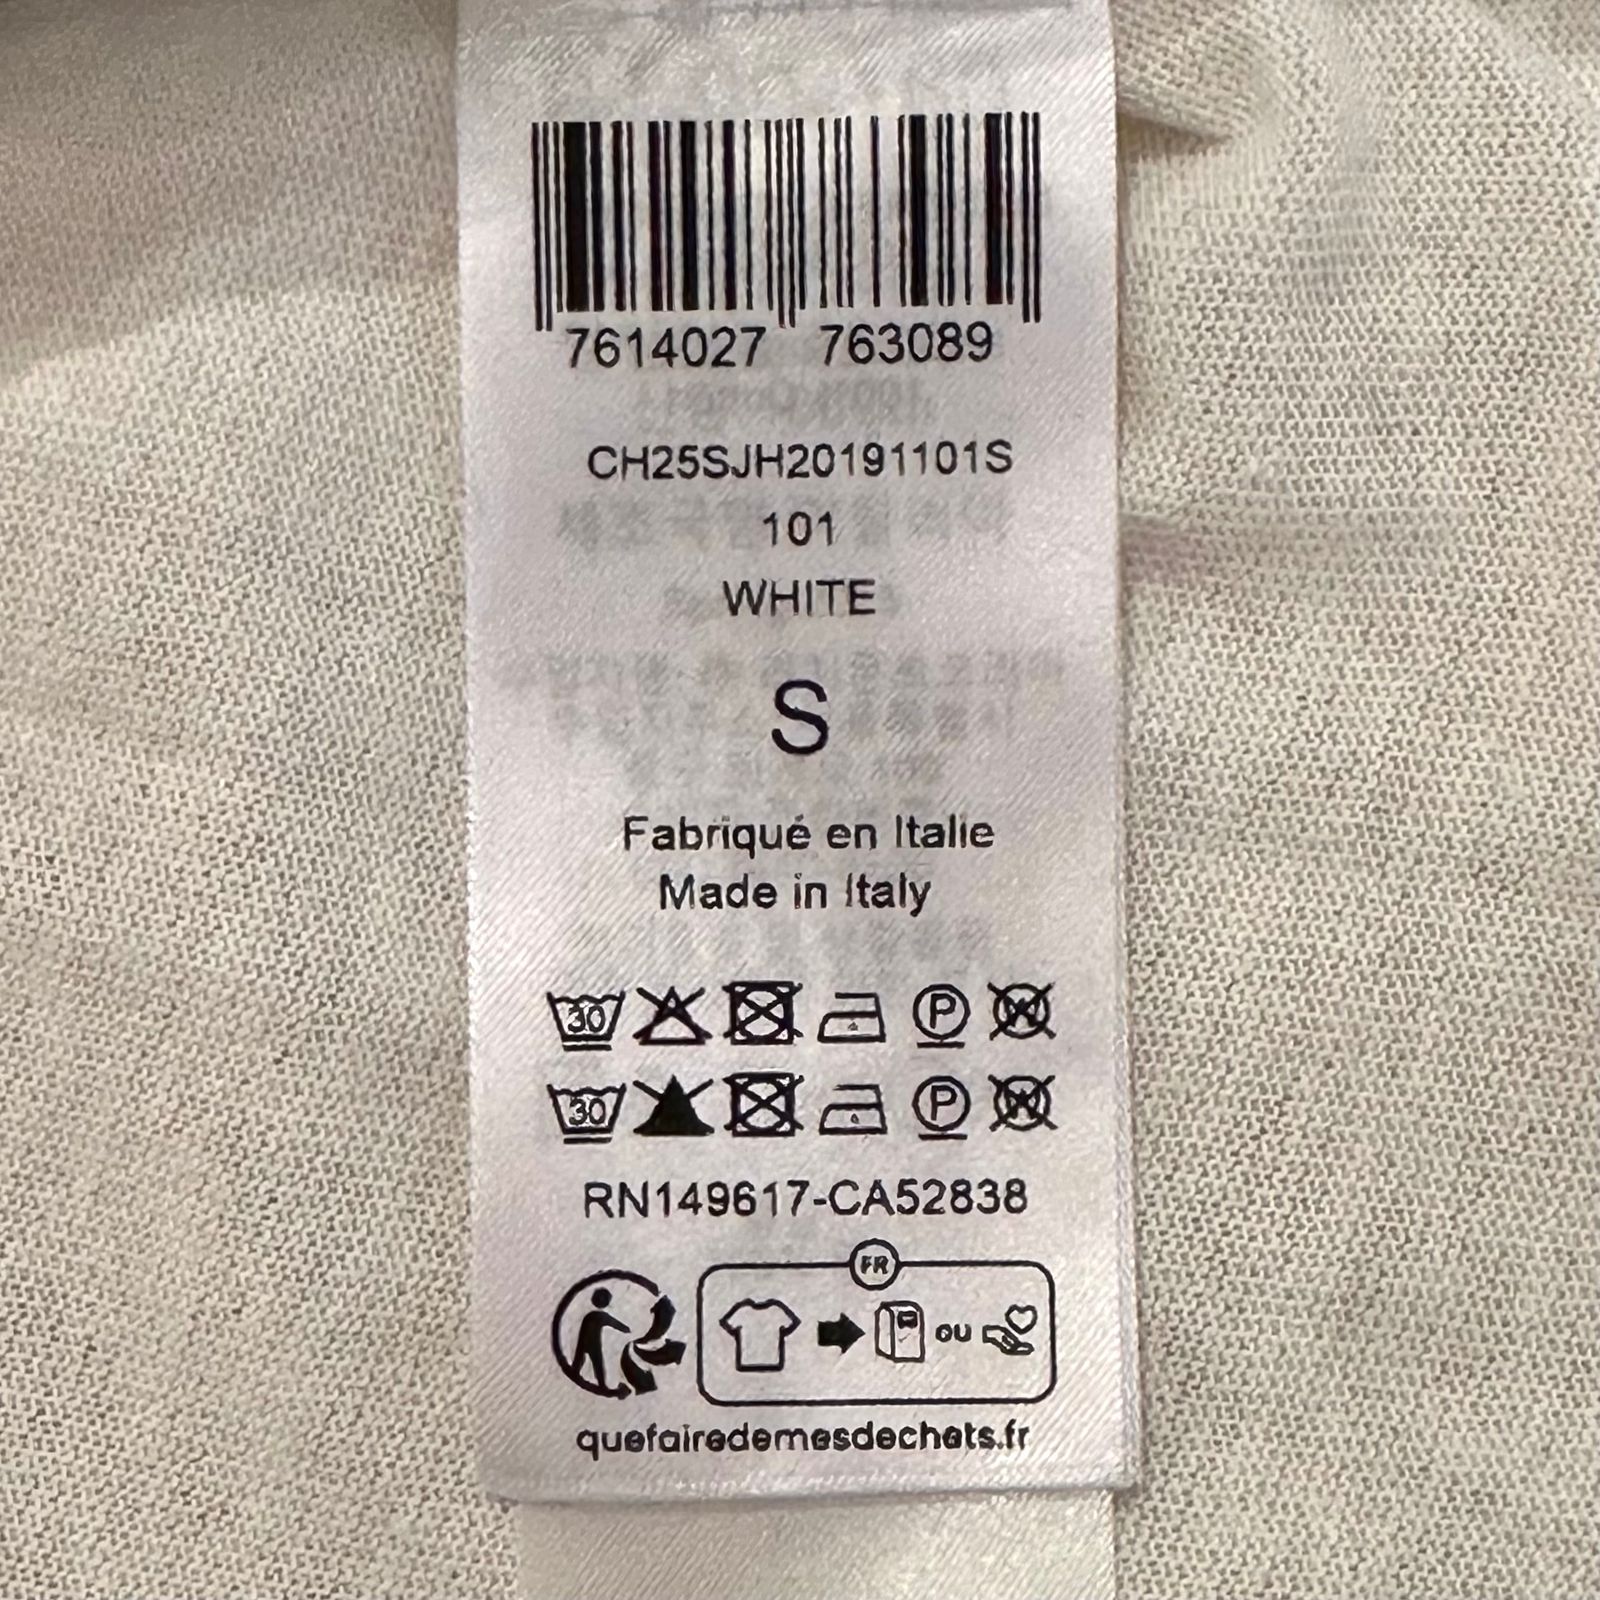 7614027 763089
CH25SJH20191101S
101
WHITE
S
Fabriqué en Italie
Made in Italy
30 P W
30 P W
RN149617-CA52838
FR
OU
quefairedemesdechets.fr